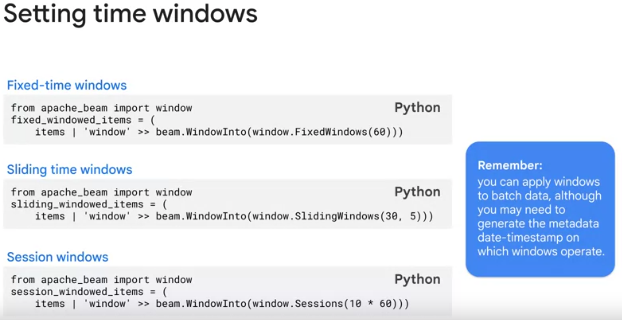 Setting time windows
Fixed-time windows
Python
from apache_beam import window
fixed_windowed_items = (
    items | 'window' >> beam.WindowInto(window.FixedWindows(60)))
Sliding time windows
Python
from apache_beam import window
sliding_windowed_items = (
    items | 'window' >> beam.WindowInto(window.SlidingWindows(30, 5)))
Session windows
Python
from apache_beam import window
session_windowed_items = (
    items | 'window' >> beam.WindowInto(window.Sessions(10 * 60)))
Remember:
you can apply windows
to batch data, although
you may need to
generate the metadata
date-timestamp on
which windows operate.